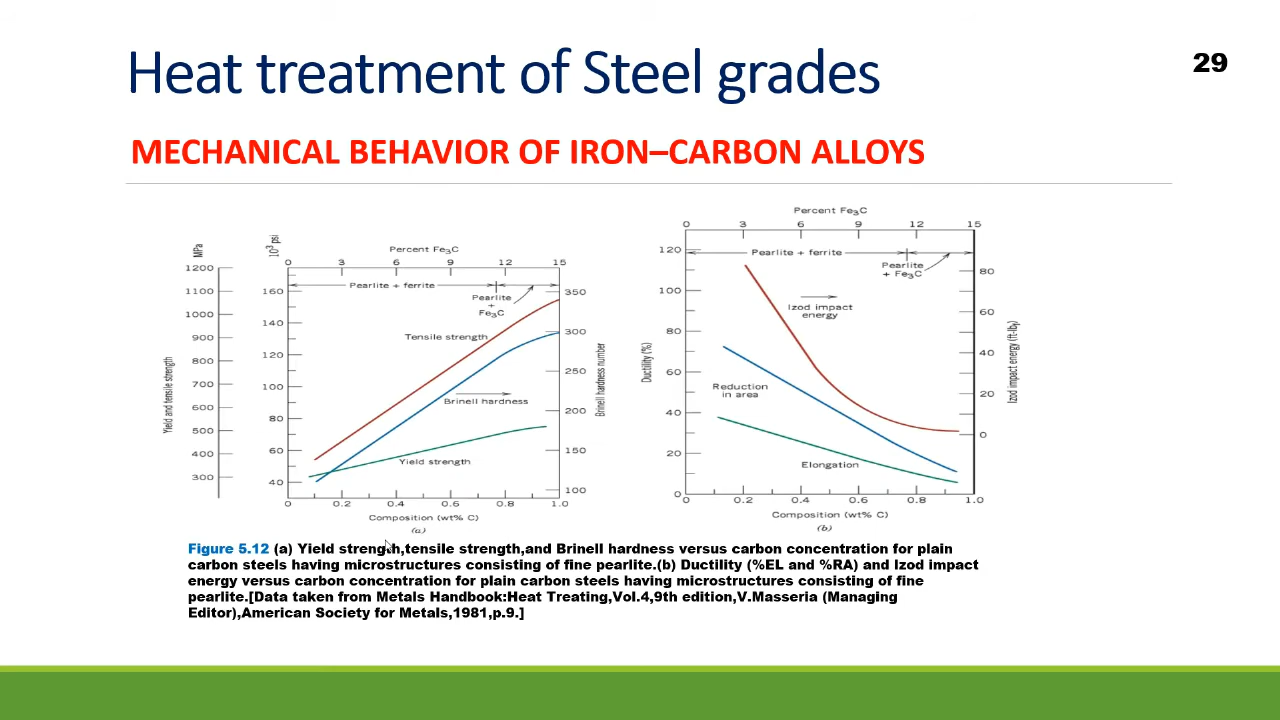 Heat treatment of Steel grades
29
MECHANICAL BEHAVIOR OF IRON–CARBON ALLOYS
Percent Fe3C
0 3 6 9 12 15
MPa
10³ psi
1200
1100
1000
900
800
700
600
500
400
300
160
140
120
100
80
60
40
Pearlite + ferrite
Pearlite
+
Fe3C
Tensile strength
Brinell hardness
Yield strength
350
300
250
200
150
100
Yield and tensile strength
Brinell hardness number
0 0.2 0.4 0.6 0.8 1.0
Composition (wt% C)
(a)
Percent Fe3C
0 3 6 9 12 15
120
100
80
60
40
20
0
Pearlite + ferrite
Pearlite
+ Fe3C
Izod impact
energy
Reduction
in area
Elongation
80
60
40
20
0
Ductility (%)
Izod impact energy (ft-lbf)
0 0.2 0.4 0.6 0.8 1.0
Composition (wt% C)
(b)
Figure 5.12 (a) Yield strength,tensile strength,and Brinell hardness versus carbon concentration for plain
carbon steels having microstructures consisting of fine pearlite.(b) Ductility (%EL and %RA) and Izod impact
energy versus carbon concentration for plain carbon steels having microstructures consisting of fine
pearlite.[Data taken from Metals Handbook:Heat Treating,Vol.4,9th edition,V.Masseria (Managing
Editor),American Society for Metals,1981,p.9.]